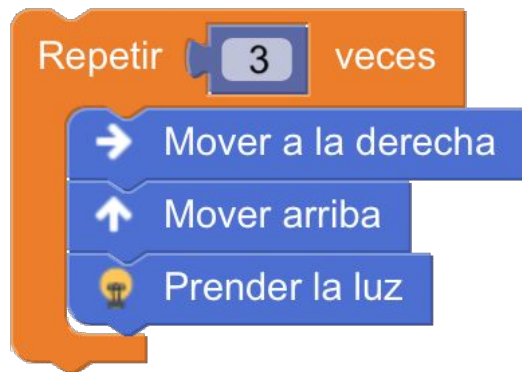 Repetir 3 veces
Mover a la derecha
Mover arriba
Prender la luz